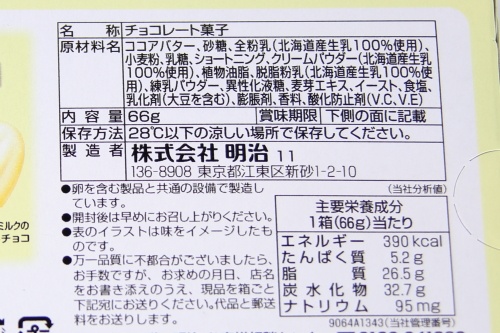 名 称 チョコレート菓子
原材料名 ココアバター、砂糖、全粉乳(北海道産生乳100%使用)、
小麦粉、乳糖、ショートニング、クリームパウダー(北海道産生
乳100%使用)、植物油脂、脱脂粉乳(北海道産生乳100%使
用)、練乳パウダー、異性化液糖、麦芽エキス、イースト、食塩、
乳化剤(大豆を含む)、膨脹剤、香料、酸化防止剤(V.C、V.E)
内 容 量 66g 賞味期限 下側の面に記載
保存方法 28℃以下の涼しい場所で保存してください。
製 造 者 株式会社 明治 11
136-8908 東京都江東区新砂1-2-10
●卵を含む製品と共通の設備で製造し
ています。
●開封後は早めにお召し上がりください。
●表のイラストは味をイメージしたもの
です。
●万一品質に不都合がございましたら、
お手数ですが、お求めの月日、店名
をお書き添えのうえ、現品を箱ごと
下記宛にお送りください。代品と郵送
料をお送りします。
(当社分析値)
主要栄養成分
1箱(66g)当たり
エネルギー 390kcal
たんぱく質 5.2g
脂 質 26.5g
炭水化物 32.7g
ナトリウム 95mg
9064A1343(当社管理番号)
ミルクの
チョコ